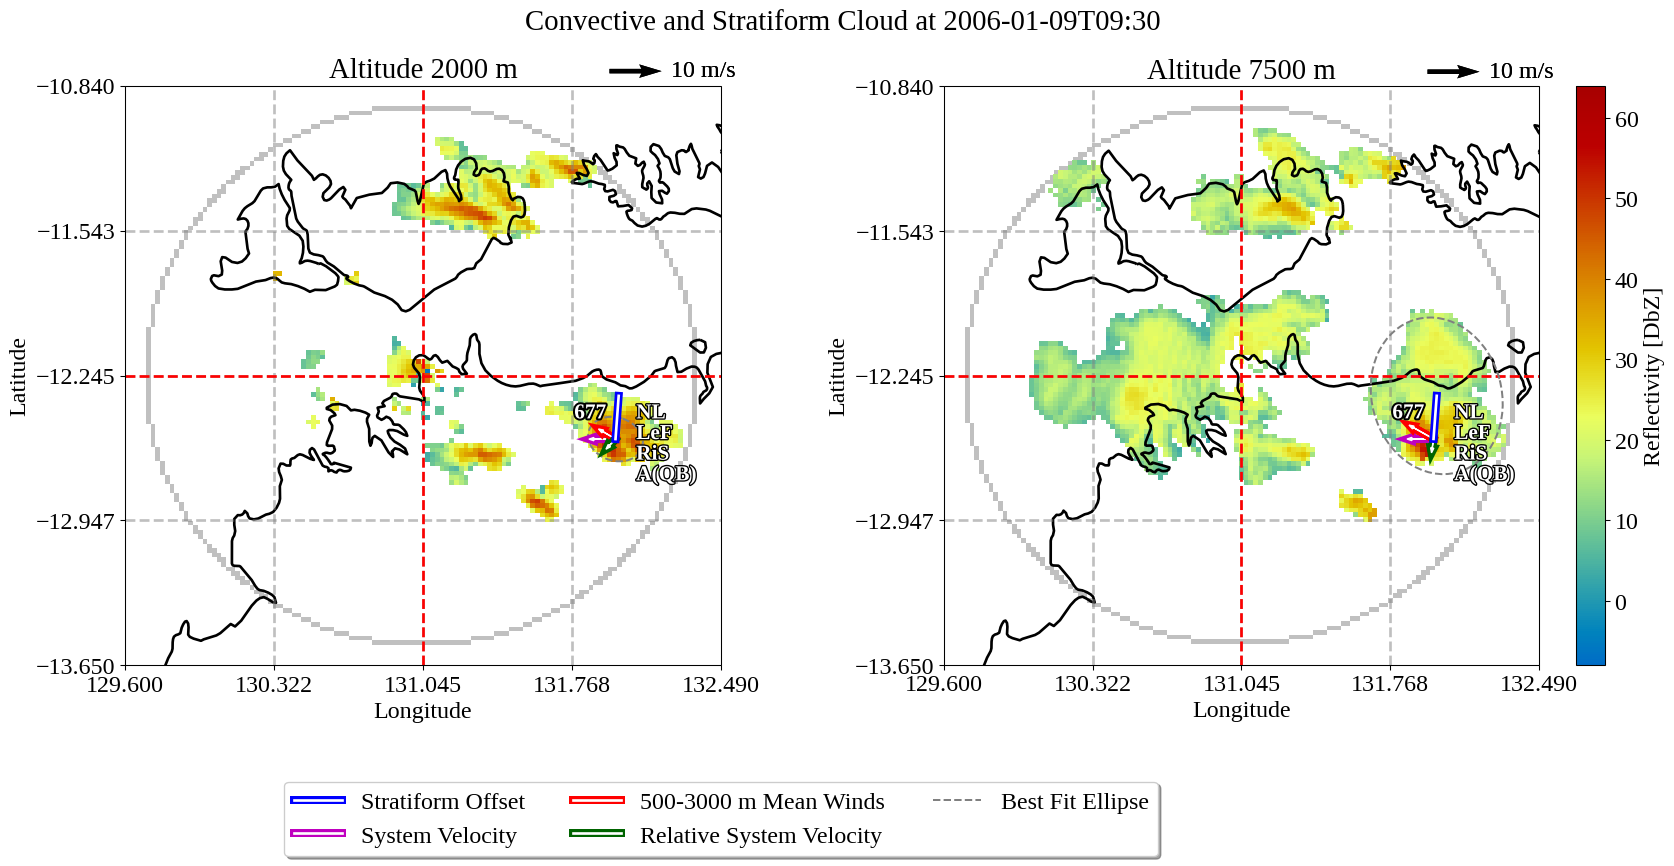 Convective and Stratiform Cloud at 2006-01-09T09:30
Altitude 2000 m
10 m/s
Altitude 7500 m
10 m/s
−10.840
−11.543
−12.245
−12.947
−13.650
Latitude
129.600
130.322
131.045
131.768
132.490
Longitude
677
NL
LeF
RiS
A(QB)
−10.840
−11.543
−12.245
−12.947
−13.650
Latitude
129.600
130.322
131.045
131.768
132.490
Longitude
677
NL
LeF
RiS
A(QB)
60
50
40
30
20
10
0
Reflectivity [DbZ]
Stratiform Offset
System Velocity
500-3000 m Mean Winds
Relative System Velocity
Best Fit Ellipse